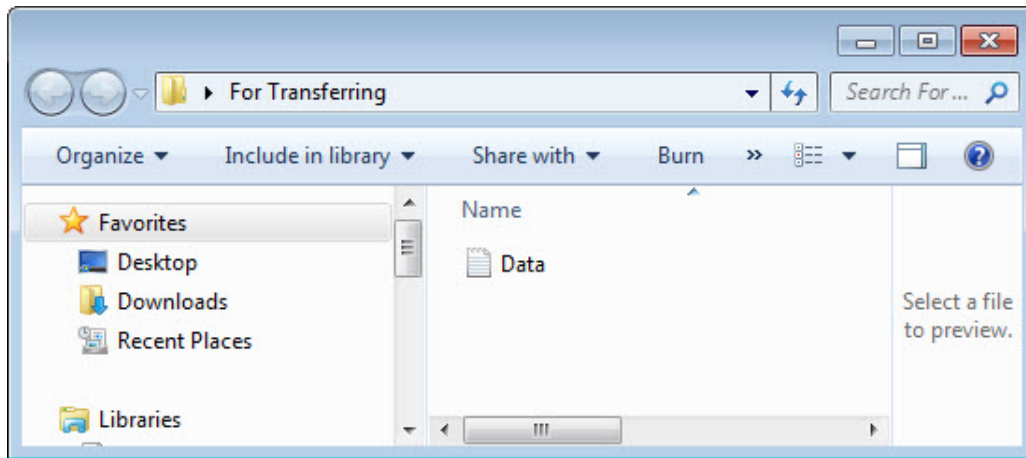 For Transferring
Search For ...
Organize Include in library Share with Burn »
Favorites
Desktop
Downloads
Recent Places
Libraries
Name
Data
Select a file
to preview.